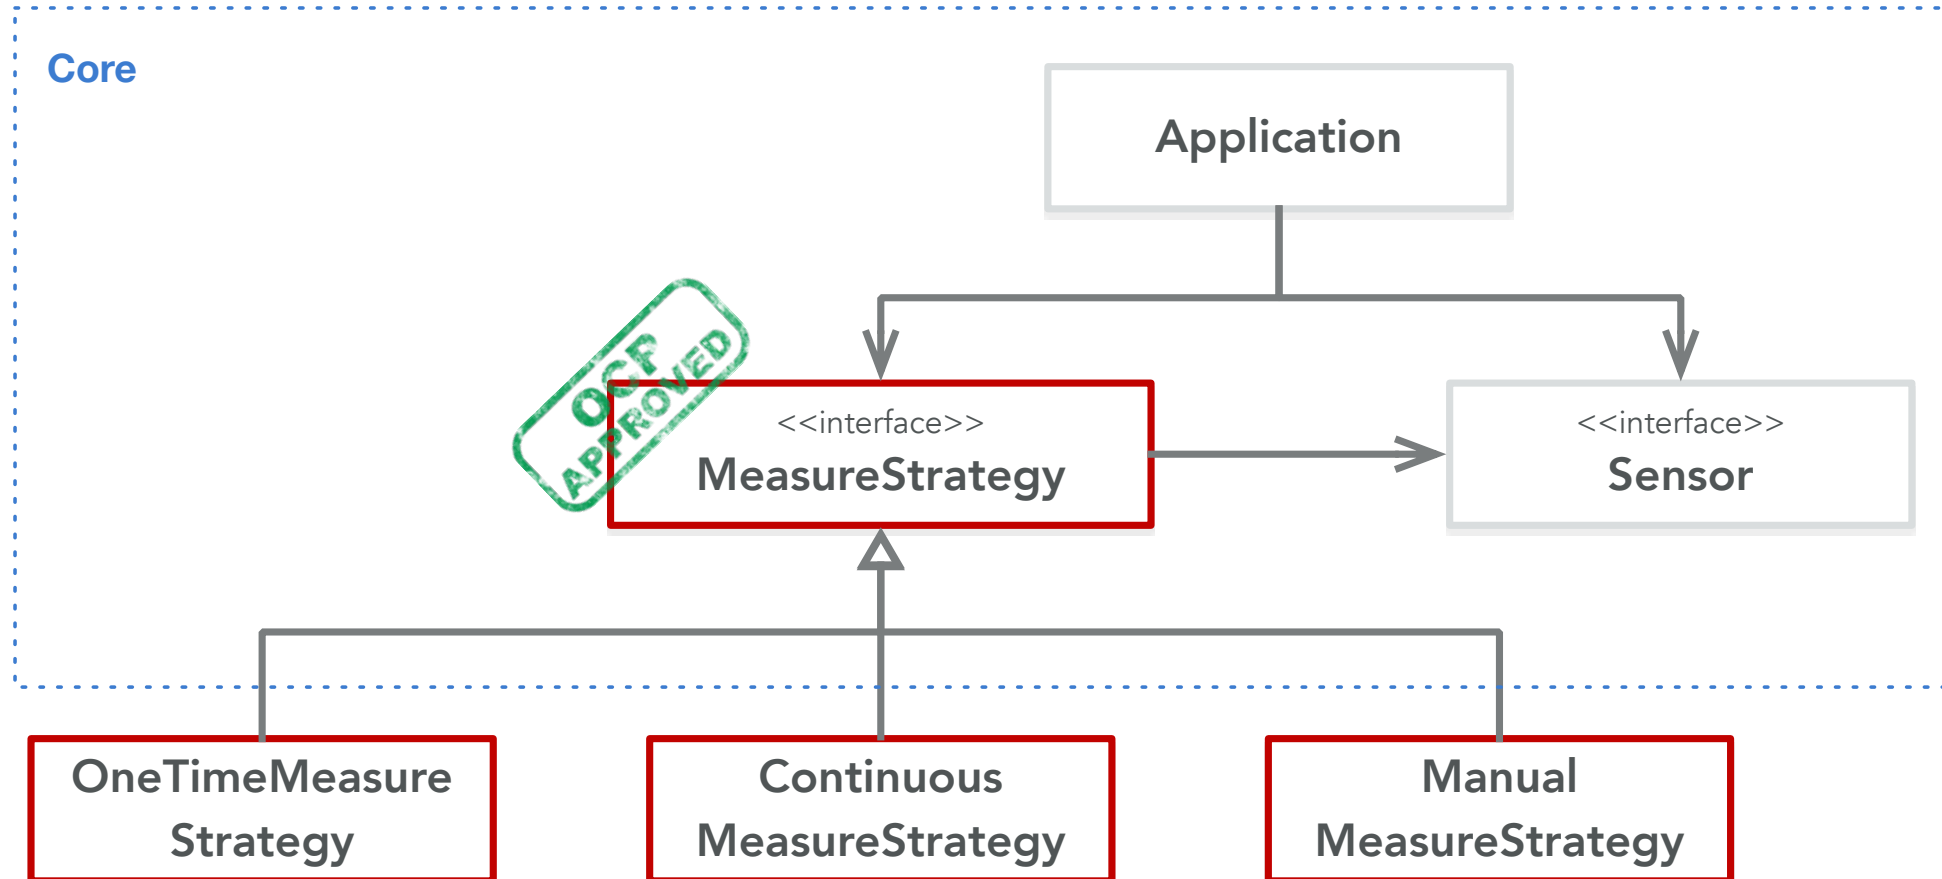 Core
Application
OCP
APPROVED
<<interface>>
MeasureStrategy
<<interface>>
Sensor
OneTimeMeasure
Strategy
Continuous
MeasureStrategy
Manual
MeasureStrategy